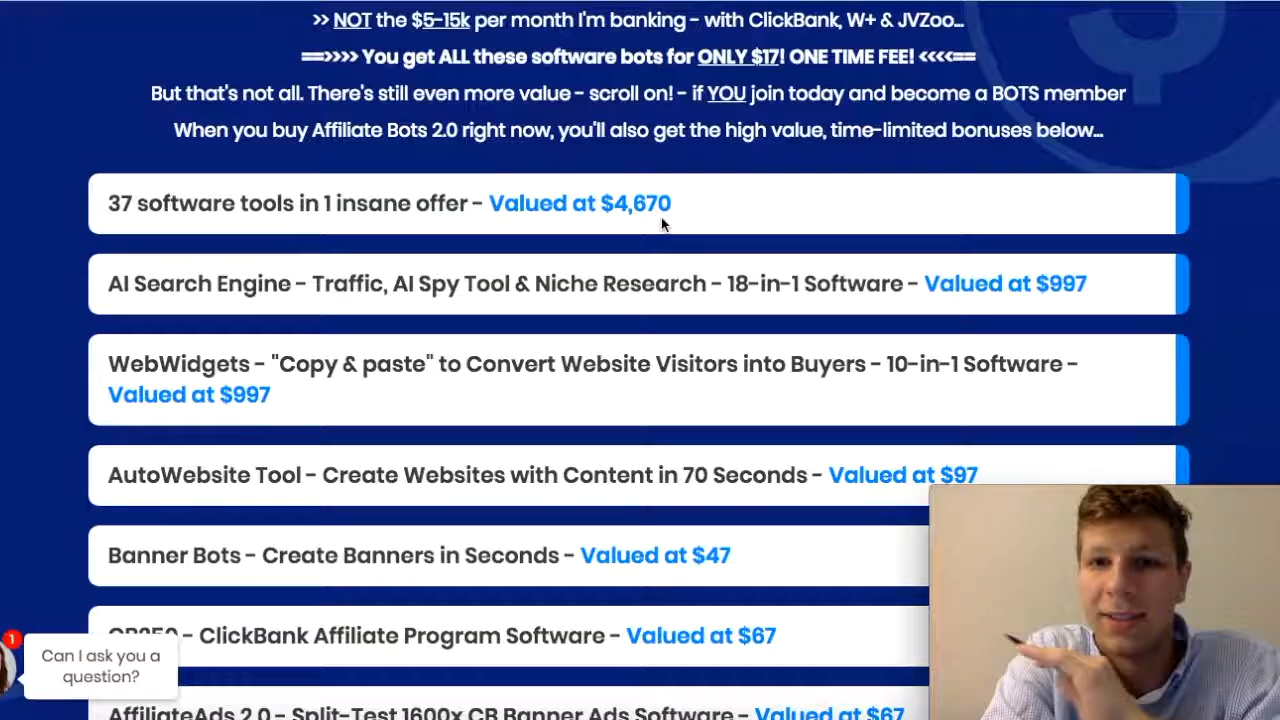 >> NOT the $5-15k per month I'm banking - with ClickBank, W+ & JVZoo...
==>>>> You get ALL these software bots for ONLY $17! ONE TIME FEE! <<<<==
But that's not all. There's still even more value - scroll on! - if YOU join today and become a BOTS member
When you buy Affiliate Bots 2.0 right now, you'll also get the high value, time-limited bonuses below...
37 software tools in 1 insane offer - Valued at $4,670
AI Search Engine - Traffic, AI Spy Tool & Niche Research - 18-in-1 Software - Valued at $997
WebWidgets - "Copy & paste" to Convert Website Visitors into Buyers - 10-in-1 Software -
Valued at $997
AutoWebsite Tool - Create Websites with Content in 70 Seconds - Valued at $97
Banner Bots - Create Banners in Seconds - Valued at $47
CB250 - ClickBank Affiliate Program Software - Valued at $67
1
Can I ask you a
question?
AffiliateAds 2.0 - Split-Test 1600x CB Banner Ads Software - Valued at $67